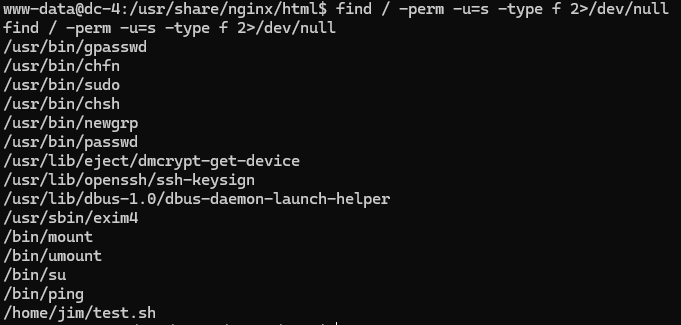 www-data@dc-4:/usr/share/nginx/html$ find / -perm -u=s -type f 2>/dev/null
find / -perm -u=s -type f 2>/dev/null
/usr/bin/gpasswd
/usr/bin/chfn
/usr/bin/sudo
/usr/bin/chsh
/usr/bin/newgrp
/usr/bin/passwd
/usr/lib/eject/dmcrypt-get-device
/usr/lib/openssh/ssh-keysign
/usr/lib/dbus-1.0/dbus-daemon-launch-helper
/usr/sbin/exim4
/bin/mount
/bin/umount
/bin/su
/bin/ping
/home/jim/test.sh